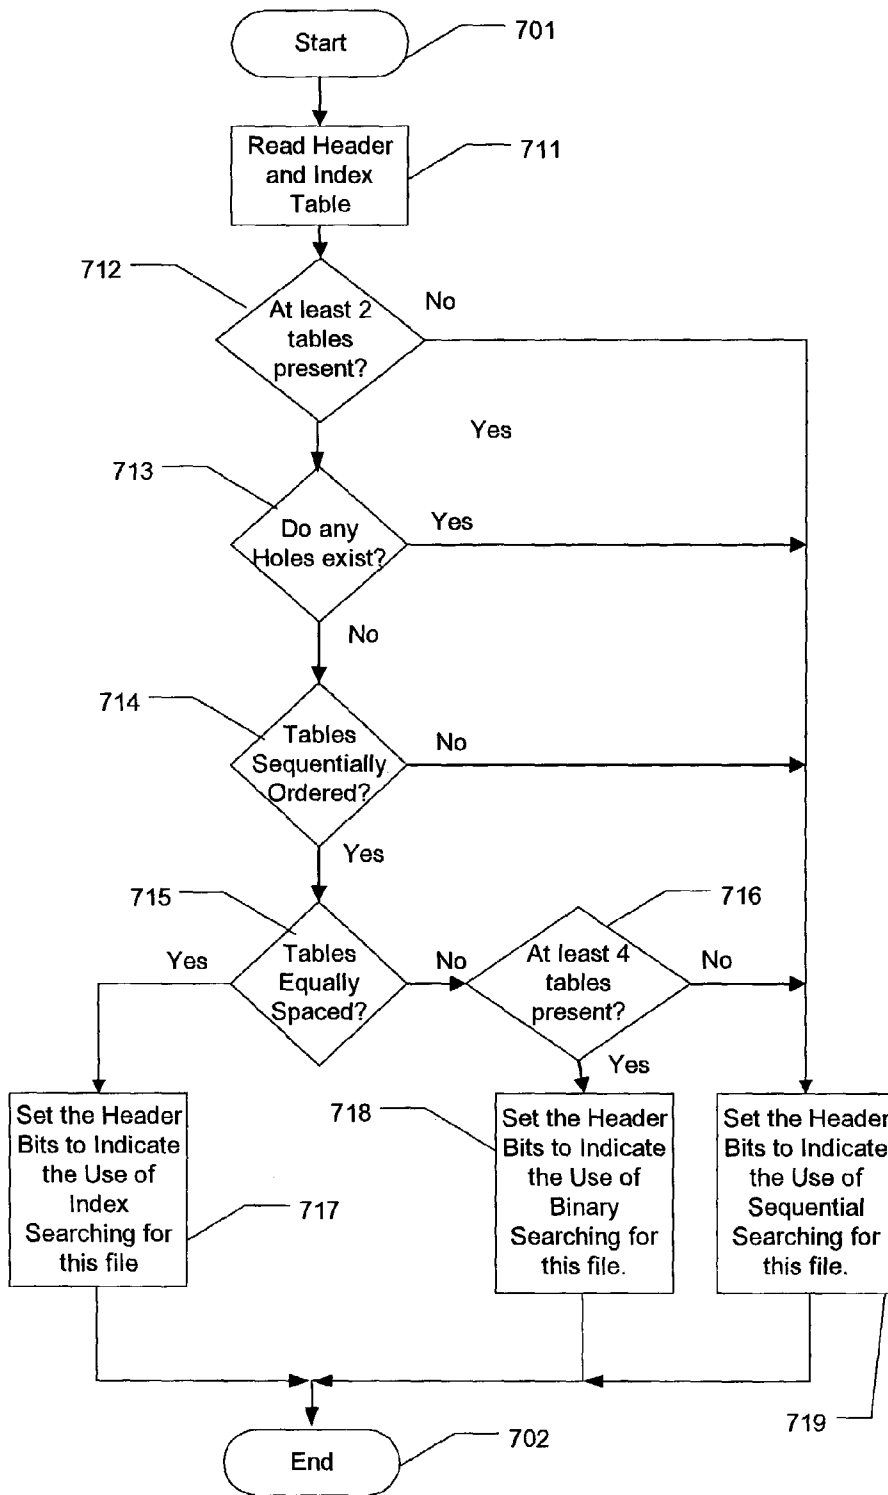 Start
701
Read Header
and Index
Table
711
712
At least 2
tables
present?
No
Yes
713
Do any
Holes exist?
Yes
No
714
Tables
Sequentially
Ordered?
No
Yes
715
Tables
Equally
Spaced?
Yes
No
716
At least 4
tables
present?
No
Yes
Set the Header
Bits to Indicate
the Use of
Index
Searching for
this file
717
718
Set the Header
Bits to Indicate
the Use of
Binary
Searching for
this file.
Set the Header
Bits to Indicate
the Use of
Sequential
Searching for
this file.
719
End
702